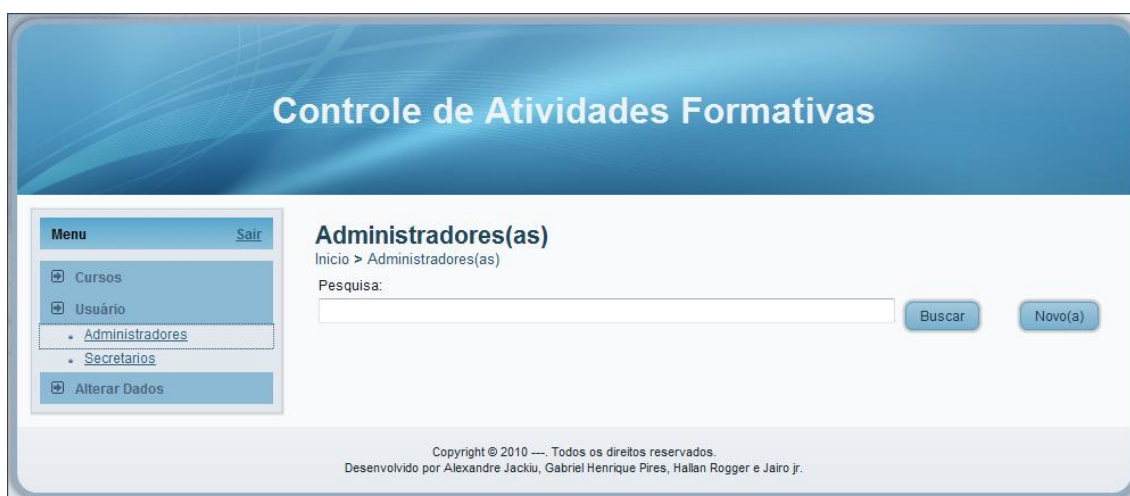 Controle de Atividades Formativas
Menu Sair
Cursos
Usuário
Administradores
Secretarios
Alterar Dados
Administradores(as)
Inicio > Administradores(as)
Pesquisa:
Buscar Novo(a)
Copyright © 2010 ---. Todos os direitos reservados.
Desenvolvido por Alexandre Jackiu, Gabriel Henrique Pires, Hallan Rogger e Jairo jr.